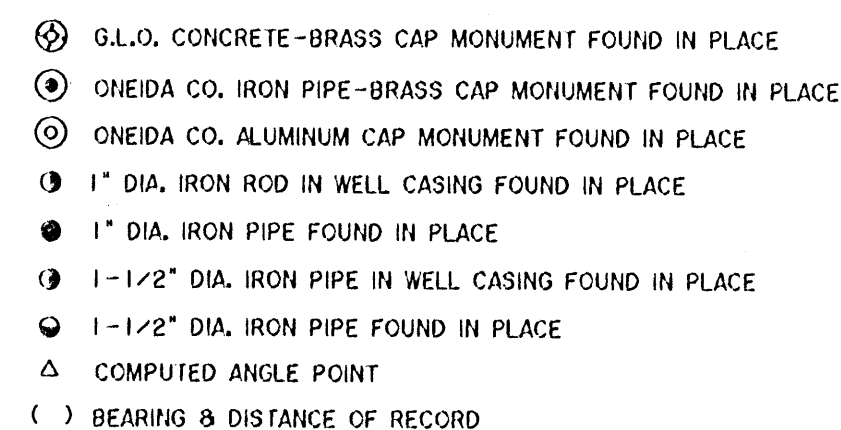 G.L.O. CONCRETE-BRASS CAP MONUMENT FOUND IN PLACE
ONEIDA CO. IRON PIPE-BRASS CAP MONUMENT FOUND IN PLACE
ONEIDA CO. ALUMINUM CAP MONUMENT FOUND IN PLACE
1" DIA. IRON ROD IN WELL CASING FOUND IN PLACE
1" DIA. IRON PIPE FOUND IN PLACE
1-1/2" DIA. IRON PIPE IN WELL CASING FOUND IN PLACE
1-1/2" DIA. IRON PIPE FOUND IN PLACE
COMPUTED ANGLE POINT
( ) BEARING & DISTANCE OF RECORD